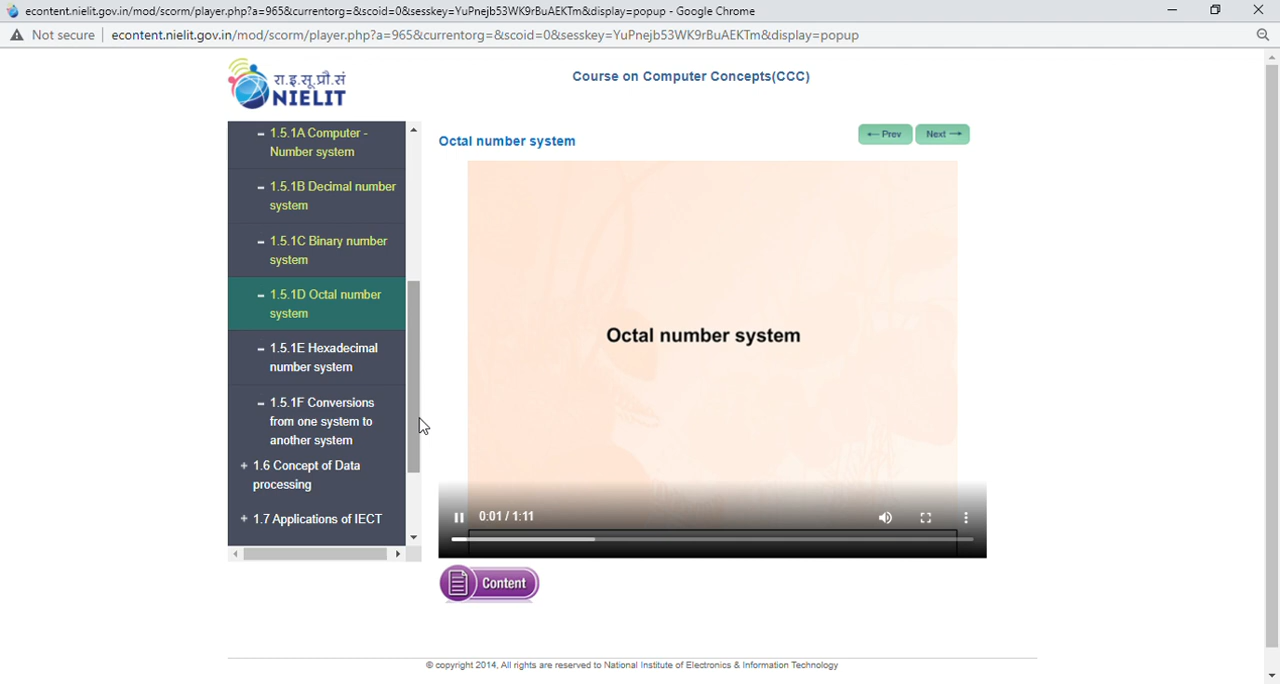 econtent.nielit.gov.in/mod/scorm/player.php?a=965&currentorg=&scoid=0&sesskey=YuPnejb53WK9rBuAEKTm&display=popup - Google Chrome
Not secure | econtent.nielit.gov.in/mod/scorm/player.php?a=965&currentorg=&scoid=0&sesskey=YuPnejb53WK9rBuAEKTm&display=popup
रा.इ.सू.प्रौ.सं
NIELIT
Course on Computer Concepts(CCC)
1.5.1A Computer -
Number system
1.5.1B Decimal number
system
1.5.1C Binary number
system
1.5.1D Octal number
system
1.5.1E Hexadecimal
number system
1.5.1F Conversions
from one system to
another system
+ 1.6 Concept of Data
processing
+ 1.7 Applications of IECT
Octal number system
← Prev
Next →
Octal number system
0:01 / 1:11
Content
© copyright 2014, All rights are reserved to National Institute of Electronics & Information Technology